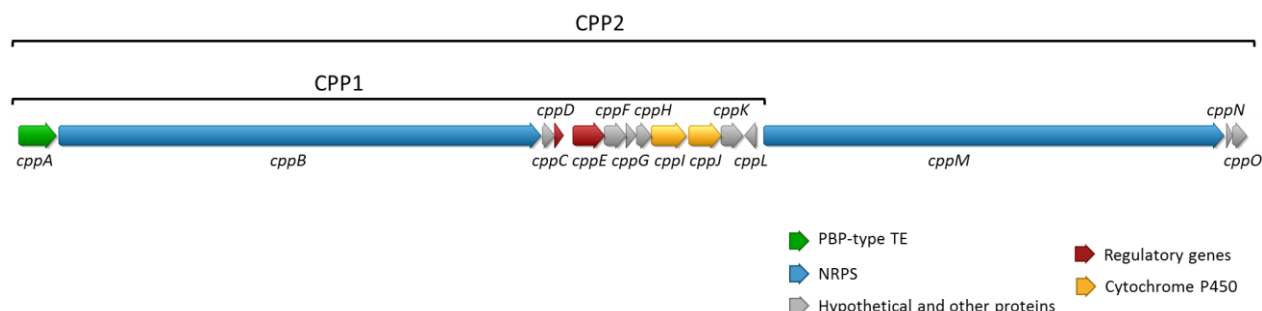 CPP2
CPP1
cppD cppF cppH cppK cppN
cppA cppB cppC cppE cppG cppI cppJ cppL cppM cppO
PBP-type TE
NRPS
Hypothetical and other proteins
Regulatory genes
Cytochrome P450